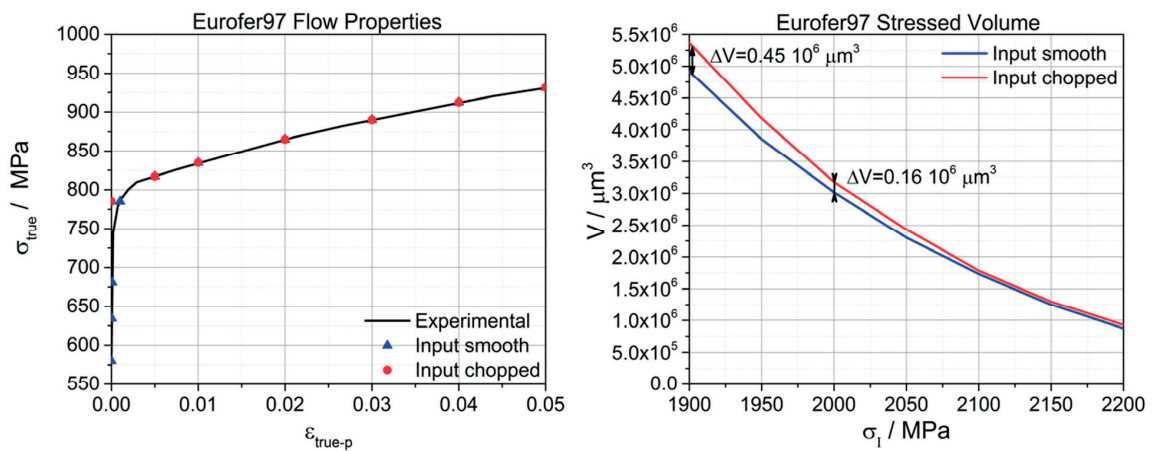 Eurofer97 Flow Properties
1000
950
900
850
800
750
700
650
600
550
σtrue / MPa
0.00 0.01 0.02 0.03 0.04 0.05
εtrue-p
Experimental
Input smooth
Input chopped
Eurofer97 Stressed Volume
5.5x10⁶
5.0x10⁶
4.5x10⁶
4.0x10⁶
3.5x10⁶
3.0x10⁶
2.5x10⁶
2.0x10⁶
1.5x10⁶
1.0x10⁶
5.0x10⁵
0.0
V / μm³
1900 1950 2000 2050 2100 2150 2200
σI / MPa
ΔV=0.45 10⁶ μm³
ΔV=0.16 10⁶ μm³
Input smooth
Input chopped